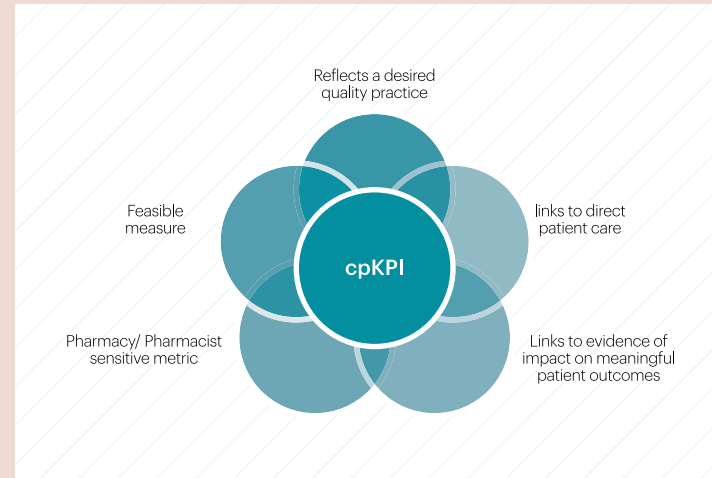 Reflects a desired
quality practice
Feasible
measure
links to direct
patient care
cpKPI
Pharmacy/ Pharmacist
sensitive metric
Links to evidence of
impact on meaningful
patient outcomes